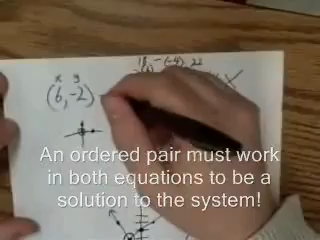 x y
(6, -2)
An ordered pair must work
in both equations to be a
solution to the system!